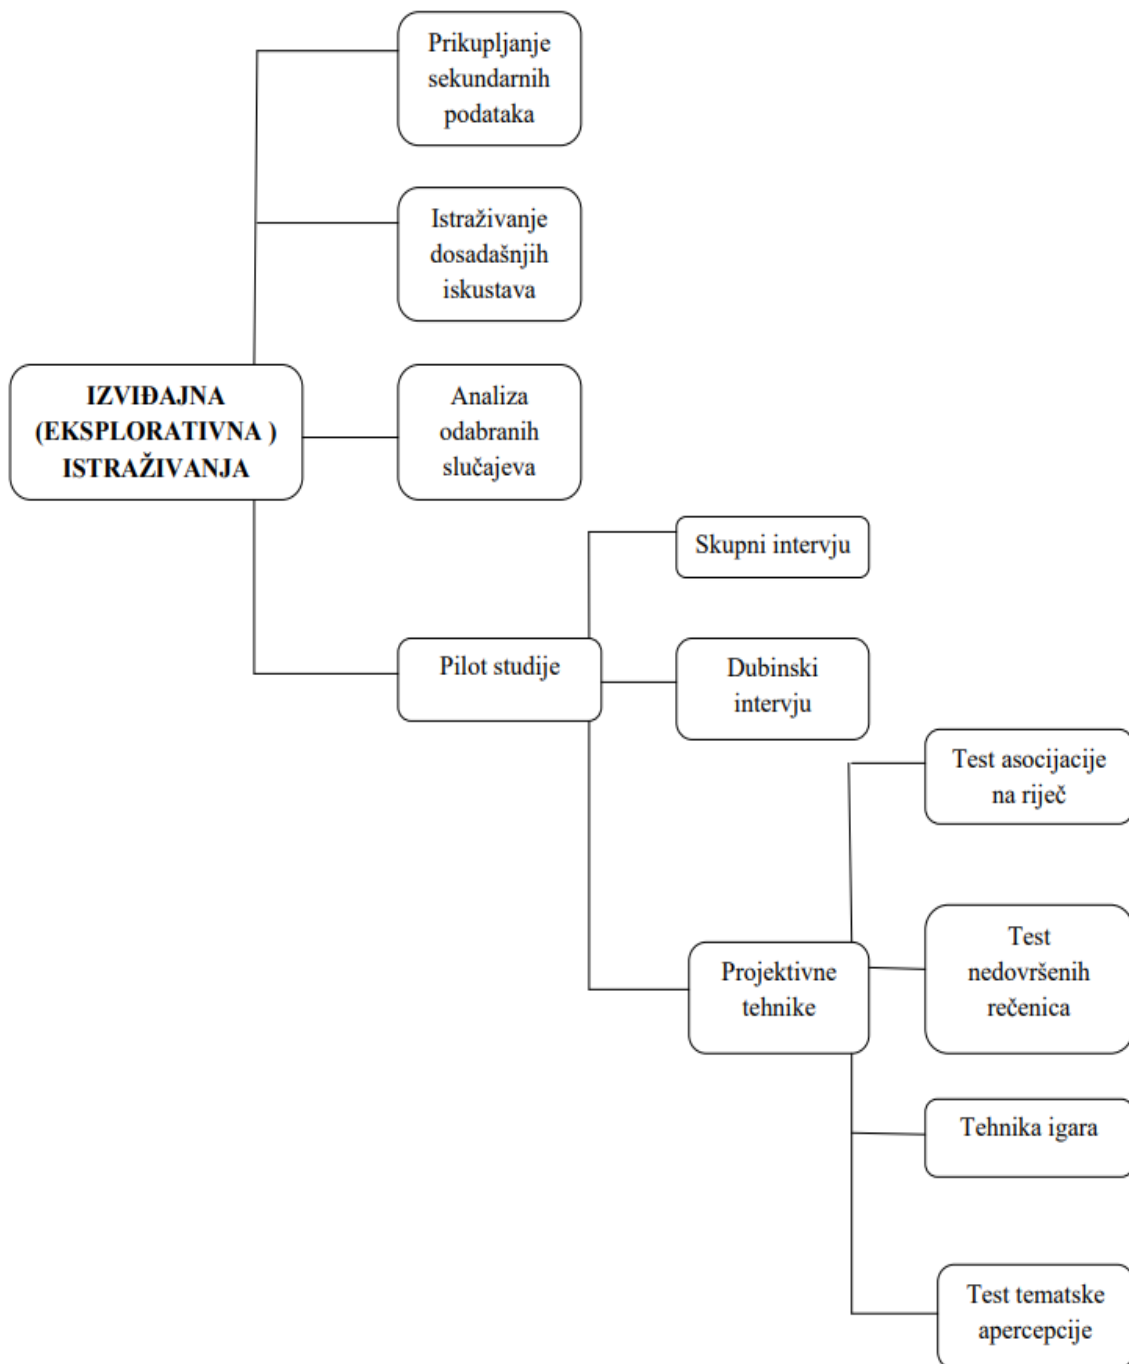 Prikupljanje
sekundarnih
podataka
Istraživanje
dosadašnjih
iskustava
IZVIĐAJNA
(EKSPLORATIVNA )
ISTRAŽIVANJA
Analiza
odabranih
slučajeva
Skupni intervju
Pilot studije
Dubinski
intervju
Test asocijacije
na riječ
Projektivne
tehnike
Test
nedovršenih
rečenica
Tehnika igara
Test tematske
apercepcije